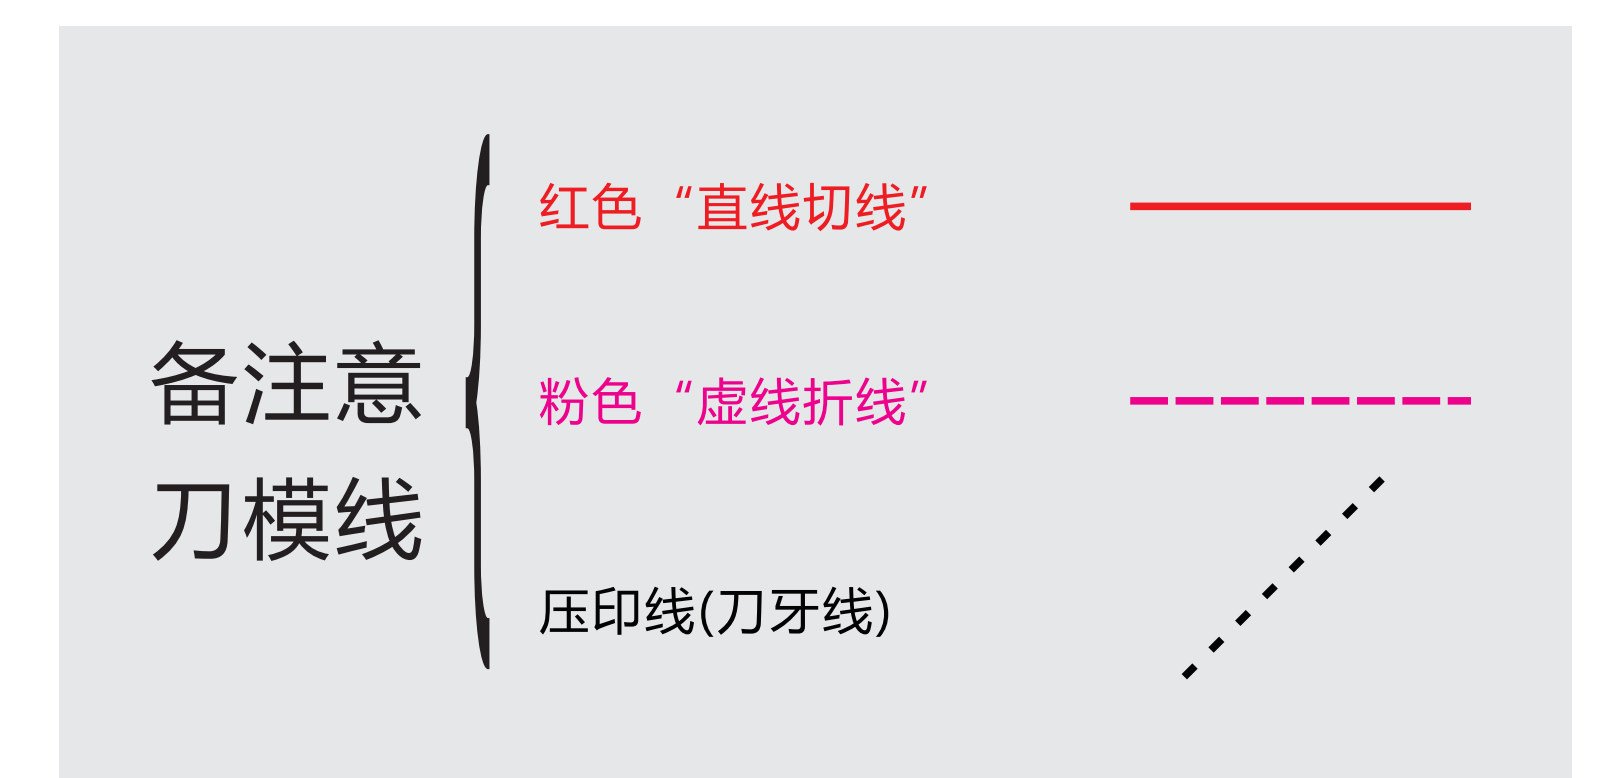 备注意
刀模线
红色“直线切线”
粉色“虚线折线”
压印线(刀牙线)